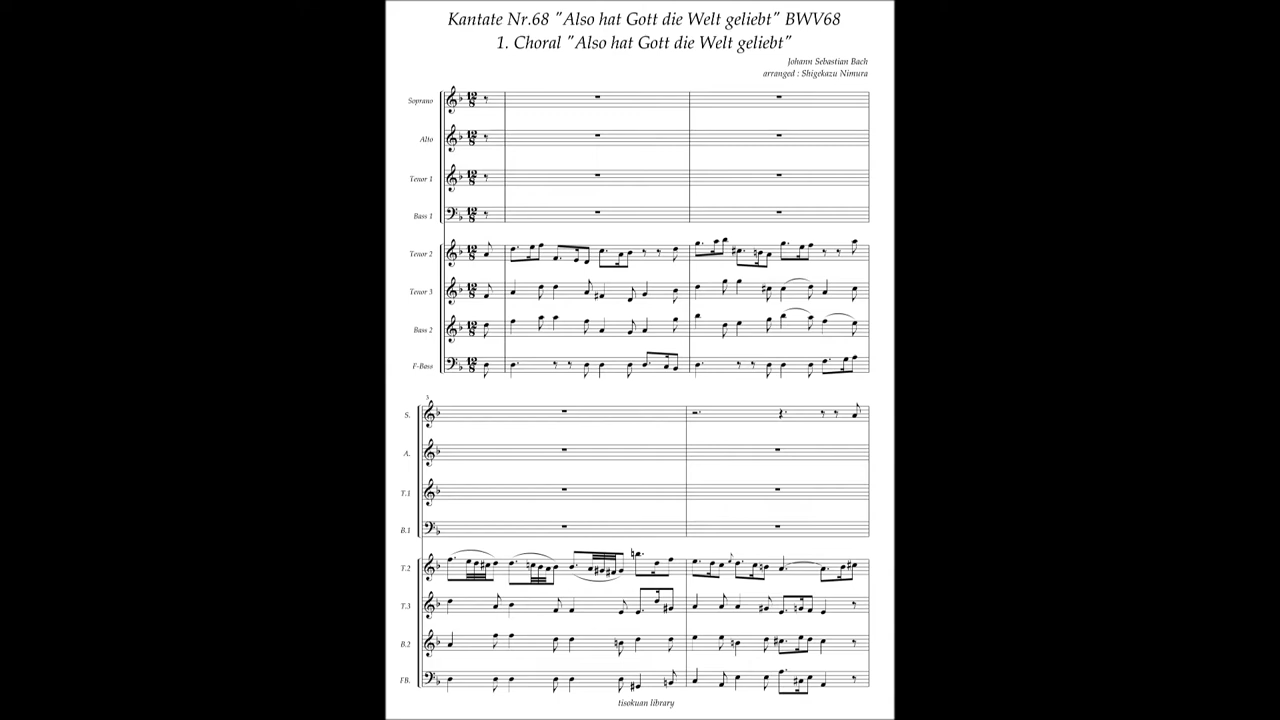 Kantate Nr.68 "Also hat Gott die Welt geliebt" BWV68
1. Choral "Also hat Gott die Welt geliebt"
Johann Sebastian Bach
arranged : Shigekazu Nimura
Soprano
Alto
Tenor 1
Bass 1
Tenor 2
Tenor 3
Bass 2
F-Bass
3
S.
A.
T.1
B.1
T.2
T.3
B.2
FB.
tisokuan library